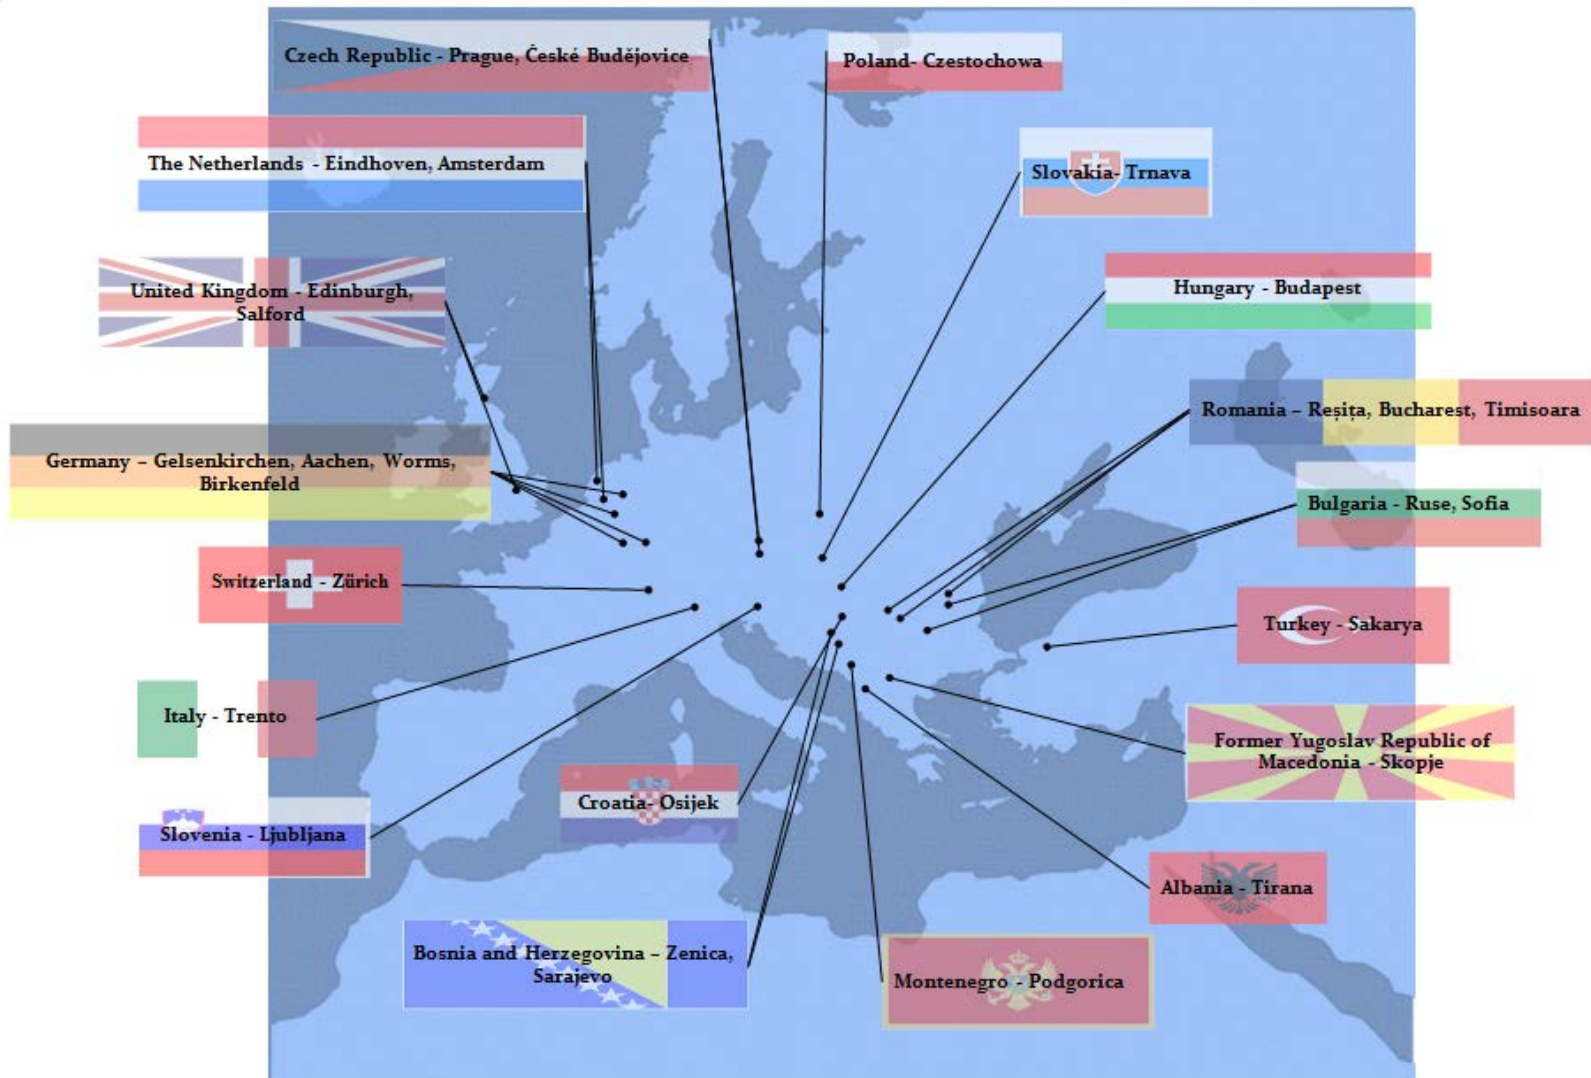 Czech Republic - Prague, České Budějovice
Poland- Czestochowa
The Netherlands - Eindhoven, Amsterdam
Slovakia- Trnava
United Kingdom - Edinburgh,
Salford
Hungary - Budapest
Romania – Reșița, Bucharest, Timisoara
Germany – Gelsenkirchen, Aachen, Worms,
Birkenfeld
Bulgaria - Ruse, Sofia
Switzerland - Zürich
Turkey - Sakarya
Italy - Trento
Former Yugoslav Republic of
Macedonia - Skopje
Croatia- Osijek
Slovenia - Ljubljana
Albania - Tirana
Bosnia and Herzegovina – Zenica,
Sarajevo
Montenegro - Podgorica